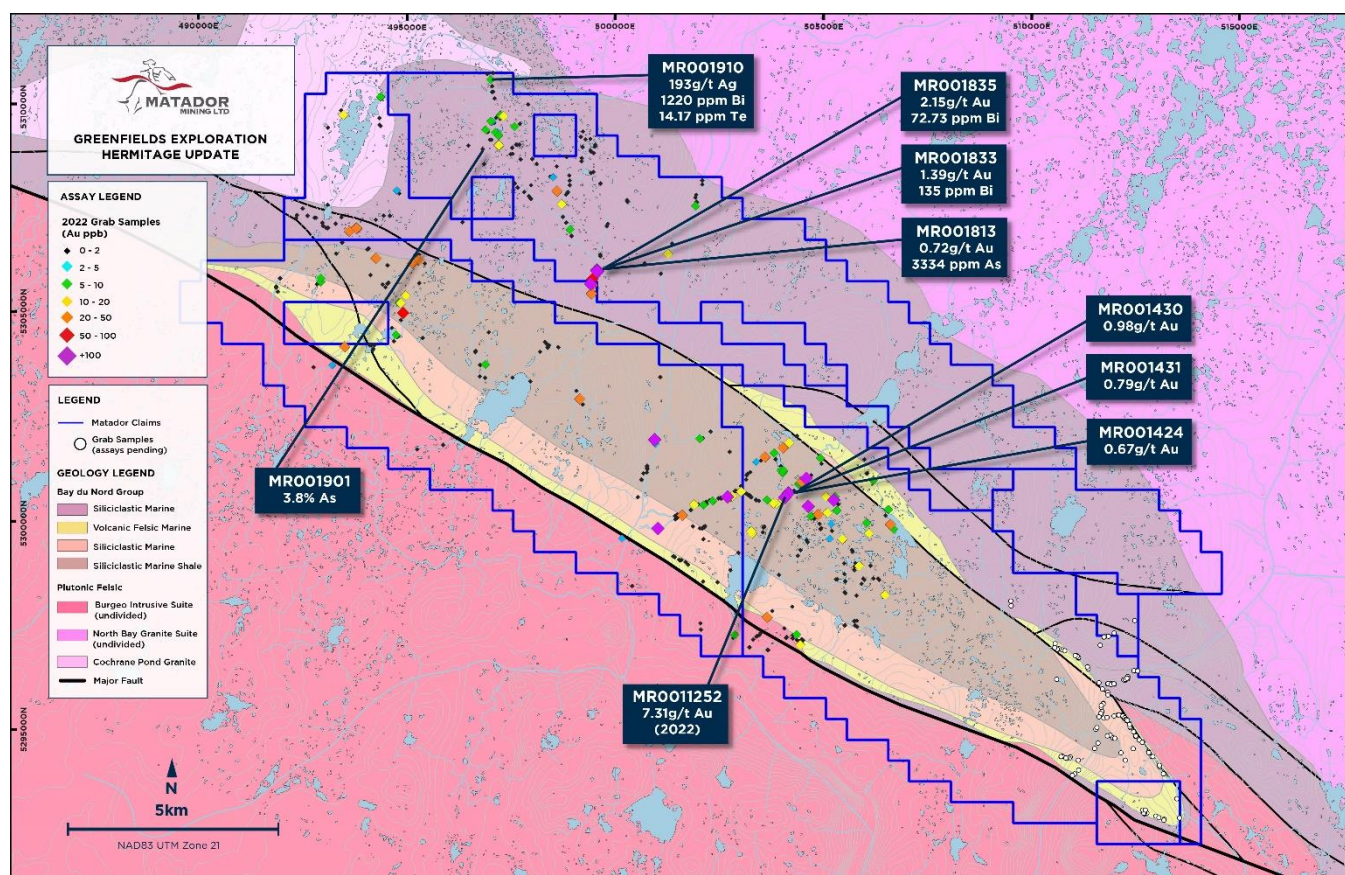 490000E
495000E
500000E
505000E
510000E
515000E
5310000N
5305000N
5300000N
5295000N
MATADOR
MINING LTD
GREENFIELDS EXPLORATION
HERMITAGE UPDATE
ASSAY LEGEND
2022 Grab Samples
(Au ppb)
0 - 2
2 - 5
5 - 10
10 - 20
20 - 50
50 - 100
+100
LEGEND
Matador Claims
Grab Samples
(assays pending)
GEOLOGY LEGEND
Bay du Nord Group
Siliciclastic Marine
Volcanic Felsic Marine
Siliciclastic Marine
Siliciclastic Marine Shale
Plutonic Felsic
Burgeo Intrusive Suite
(undivided)
North Bay Granite Suite
(undivided)
Cochrane Pond Granite
Major Fault
N
5km
NAD83 UTM Zone 21
MR001910
193g/t Ag
1220 ppm Bi
14.17 ppm Te
MR001835
2.15g/t Au
72.73 ppm Bi
MR001833
1.39g/t Au
135 ppm Bi
MR001813
0.72g/t Au
3334 ppm As
MR001430
0.98g/t Au
MR001431
0.79g/t Au
MR001424
0.67g/t Au
MR001901
3.8% As
MR0011252
7.31g/t Au
(2022)